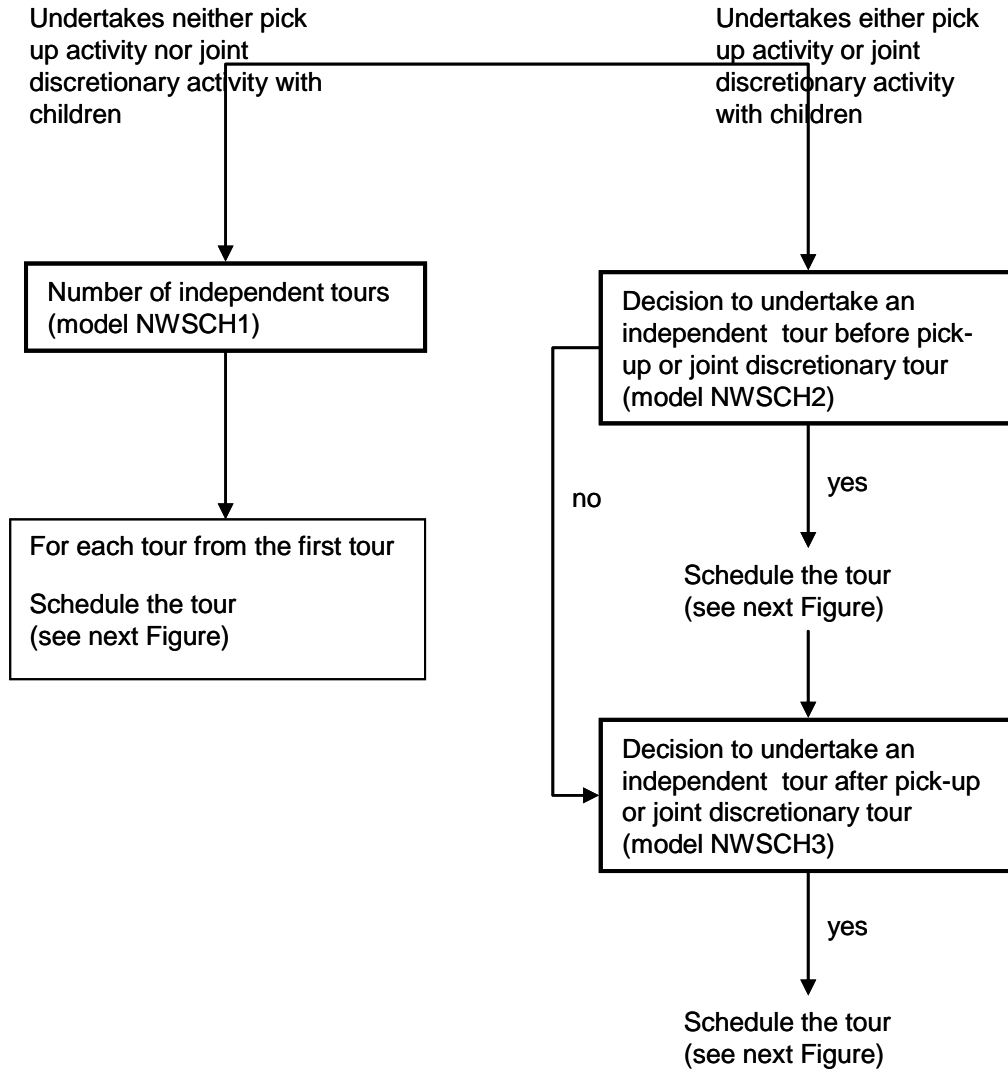 Undertakes neither pick
up activity nor joint
discretionary activity with
children
Undertakes either pick
up activity or joint
discretionary activity
with children
Number of independent tours
(model NWSCH1)
For each tour from the first tour
Schedule the tour
(see next Figure)
Decision to undertake an
independent tour before pick-
up or joint discretionary tour
(model NWSCH2)
no
yes
Schedule the tour
(see next Figure)
Decision to undertake an
independent tour after pick-up
or joint discretionary tour
(model NWSCH3)
yes
Schedule the tour
(see next Figure)